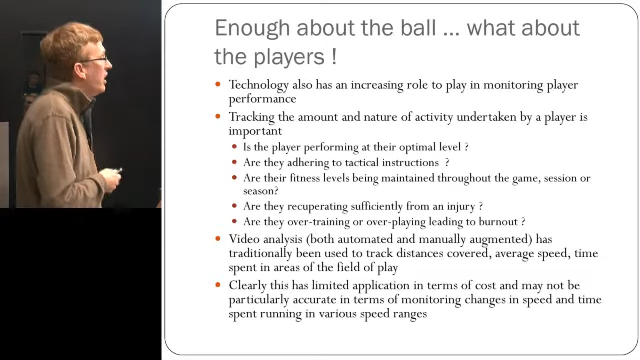 Enough about the ball ... what about
the players !
Technology also has an increasing role to play in monitoring player
performance
Tracking the amount and nature of activity undertaken by a player is
important
Is the player performing at their optimal level ?
Are they adhering to tactical instructions ?
Are their fitness levels being maintained throughout the game, session or
season?
Are they recuperating sufficiently from an injury ?
Are they over-training or over-playing leading to burnout ?
Video analysis (both automated and manually augmented) has
traditionally been used to track distances covered, average speed, time
spent in areas of the field of play
Clearly this has limited application in terms of cost and may not be
particularly accurate in terms of monitoring changes in speed and time
spent running in various speed ranges